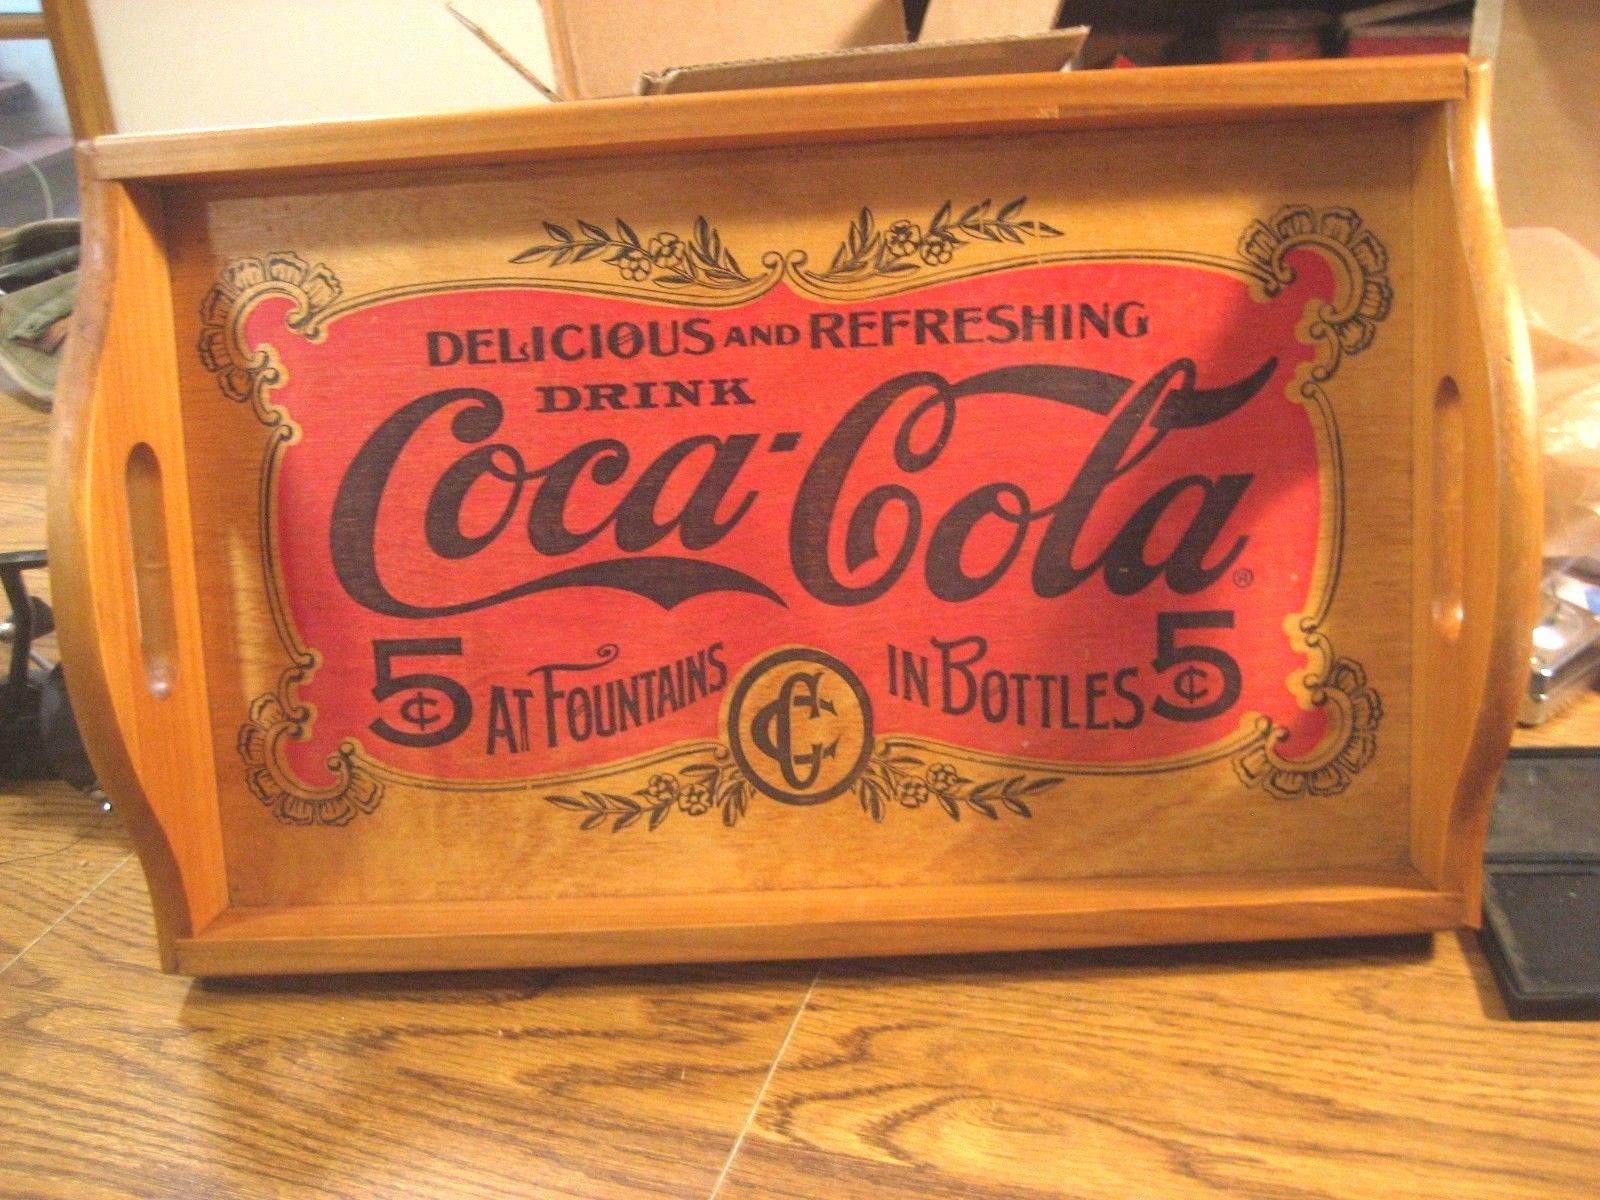 DELICIOUS AND REFRESHING
DRINK
Coca-Cola®
5¢ AT FOUNTAINS CC IN BOTTLES 5¢